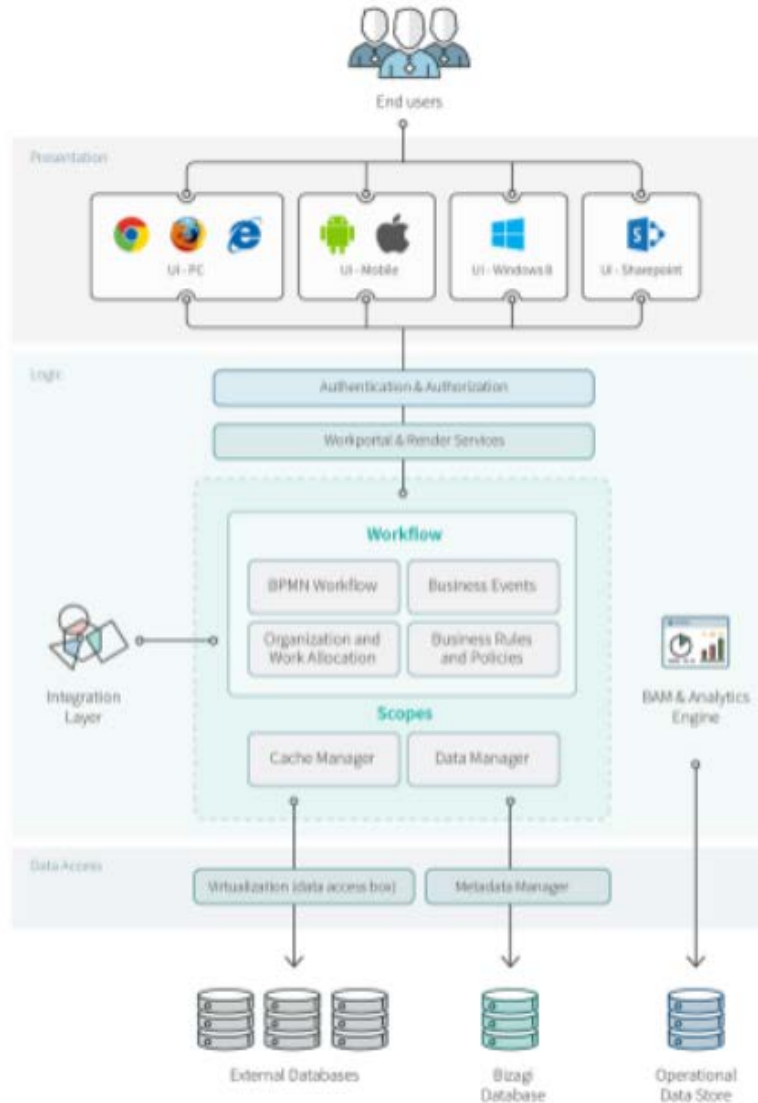 End users
Presentation
UI - PC
UI - Mobile
UI - Windows 8
UI - Sharepoint
Logic
Authentication & Authorization
Workportal & Render Services
Workflow
BPMN Workflow
Business Events
Organization and
Work Allocation
Business Rules
and Policies
Integration
Layer
BAM & Analytics
Engine
Scopes
Cache Manager
Data Manager
Data Access
Virtualization (data access box)
Metadata Manager
External Databases
Bizagi
Database
Operational
Data Store